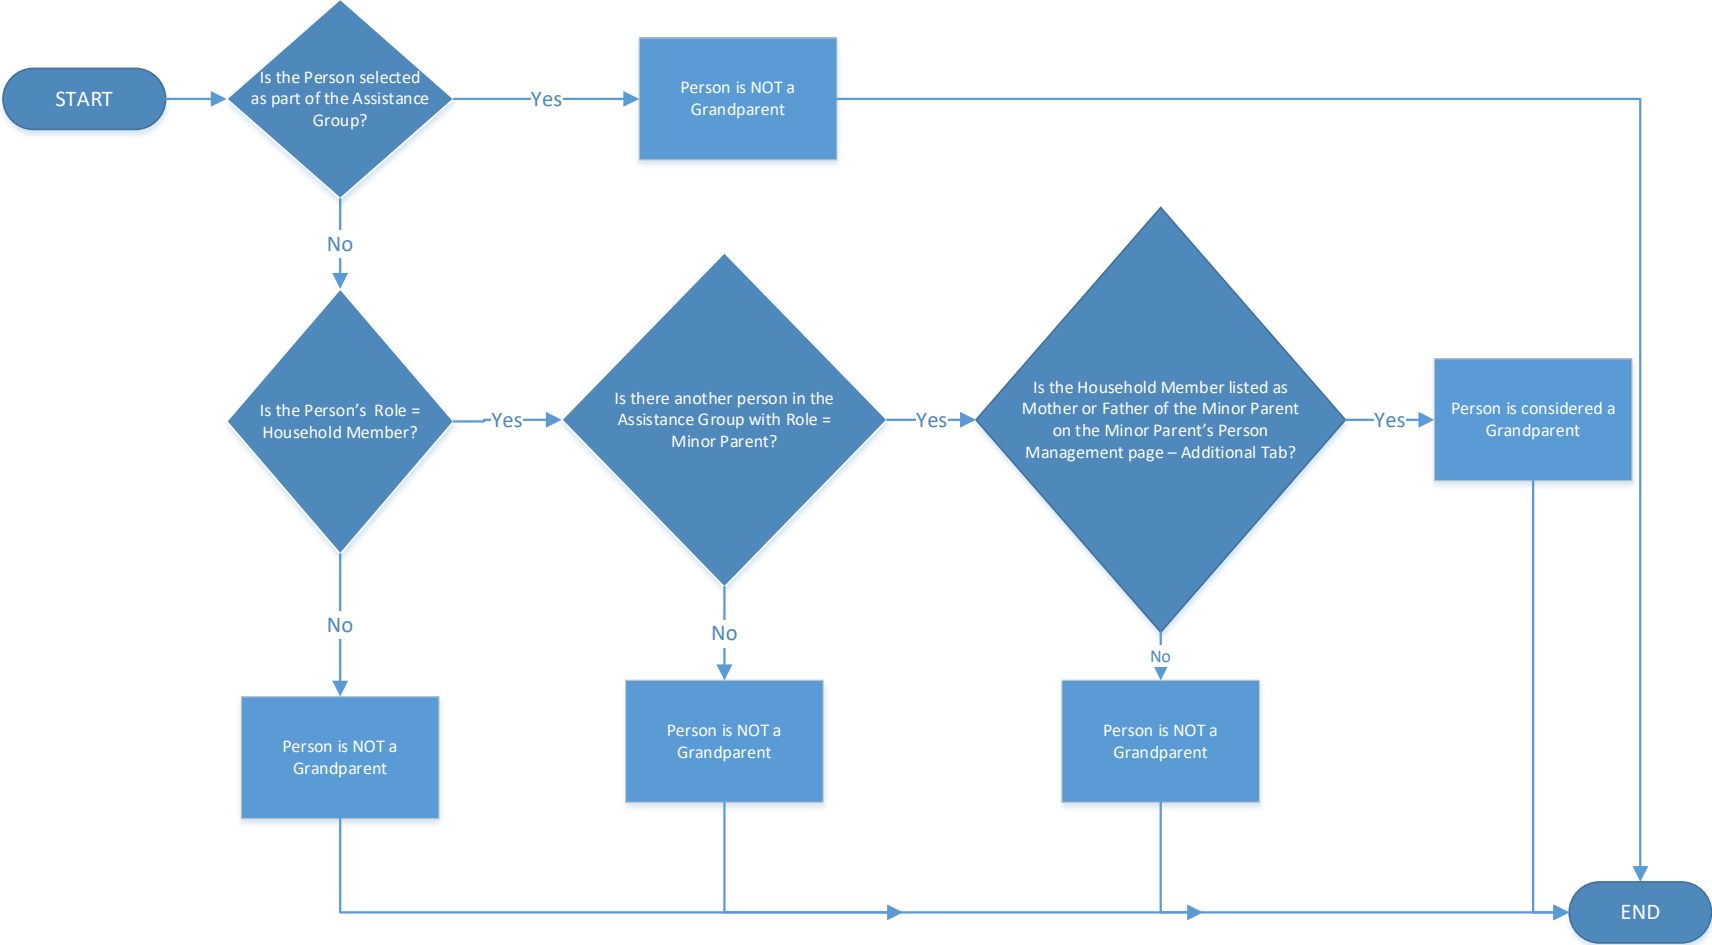 START
Is the Person selected
as part of the Assistance
Group?
Yes
Person is NOT a
Grandparent
No
Is the Person's Role =
Household Member?
Yes
Is there another person in the
Assistance Group with Role =
Minor Parent?
Yes
Is the Household Member listed as
Mother or Father of the Minor Parent
on the Minor Parent's Person
Management page – Additional Tab?
Yes
Person is considered a
Grandparent
No
No
No
Person is NOT a
Grandparent
Person is NOT a
Grandparent
Person is NOT a
Grandparent
END